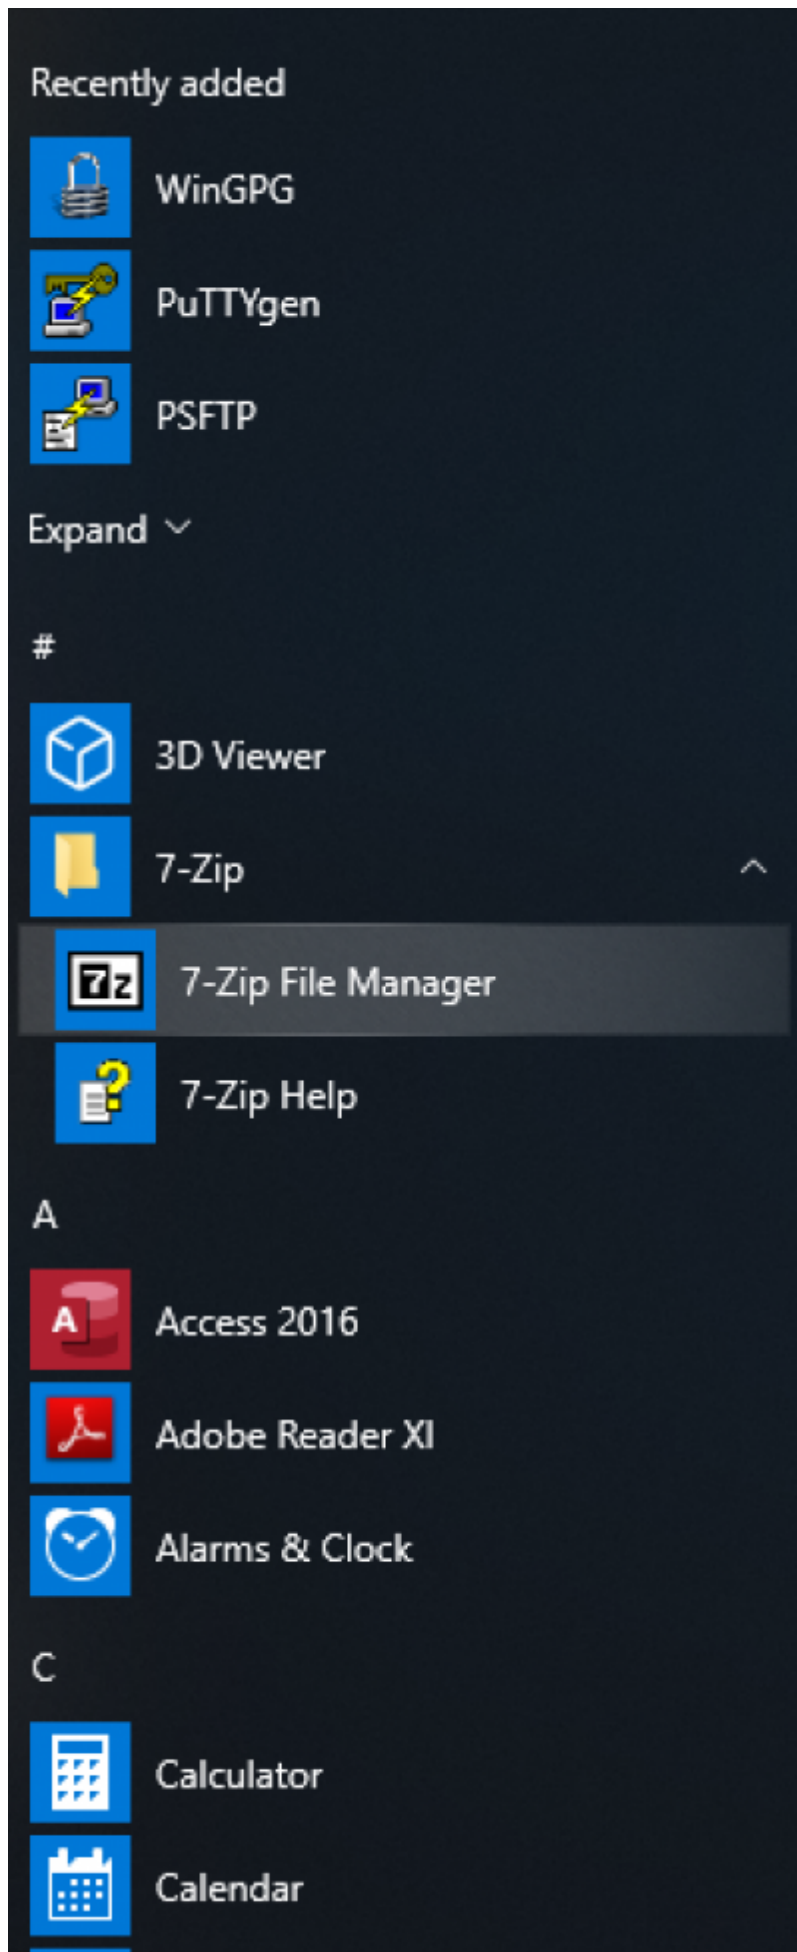 Recently added
WinGPG
PuTTYgen
PSFTP
Expand
#
3D Viewer
7-Zip
7z
7-Zip File Manager
7-Zip Help
A
A
Access 2016
Adobe Reader XI
Alarms & Clock
C
Calculator
Calendar